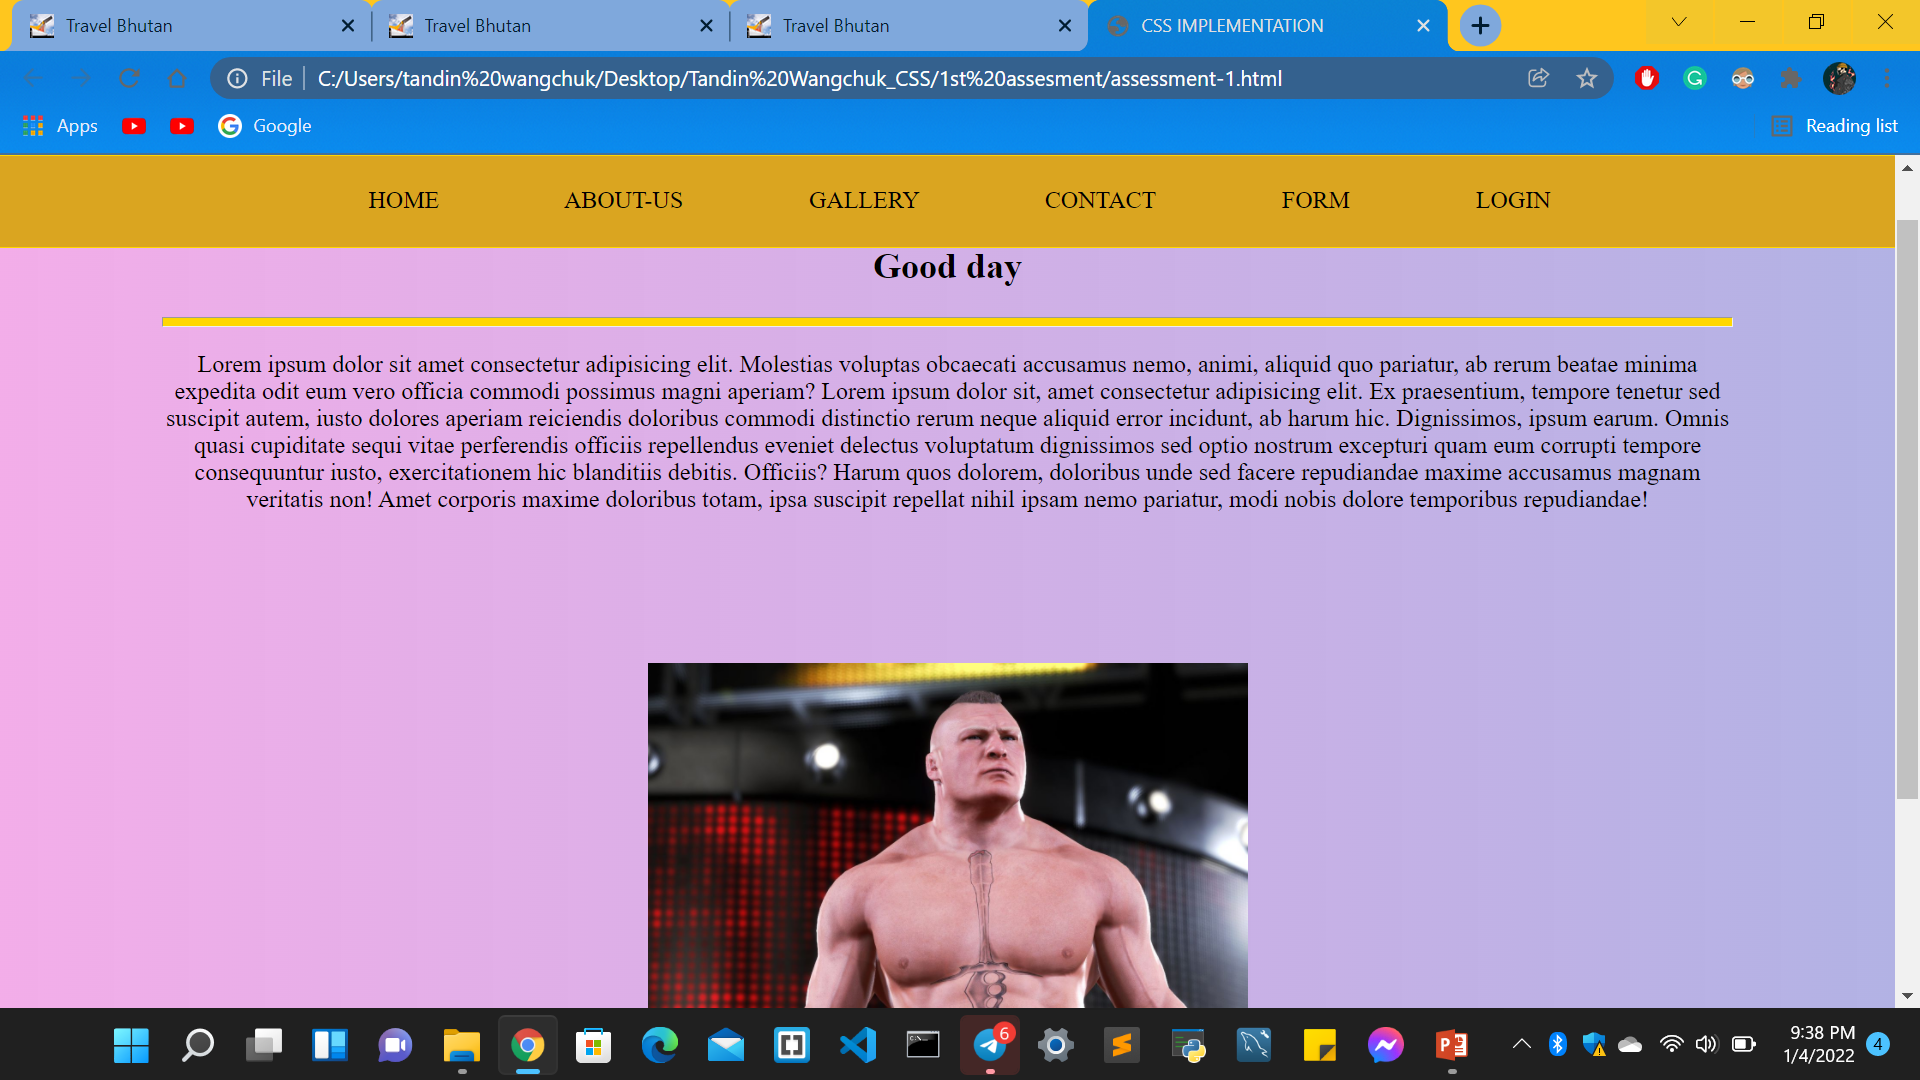 Travel Bhutan
Travel Bhutan
Travel Bhutan
CSS IMPLEMENTATION
File
C:/Users/tandin%20wangchuk/Desktop/Tandin%20Wangchuk_CSS/1st%20assesment/assessment-1.html
Apps
Google
Reading list
HOME ABOUT-US GALLERY CONTACT FORM LOGIN
Good day
Lorem ipsum dolor sit amet consectetur adipisicing elit. Molestias voluptas obcaecati accusamus nemo, animi, aliquid quo pariatur, ab rerum beatae minima
expedita odit eum vero officia commodi possimus magni aperiam? Lorem ipsum dolor sit, amet consectetur adipisicing elit. Ex praesentium, tempore tenetur sed
suscipit autem, iusto dolores aperiam reiciendis doloribus commodi distinctio rerum neque aliquid error incidunt, ab harum hic. Dignissimos, ipsum earum. Omnis
quasi cupiditate sequi vitae perferendis officiis repellendus eveniet delectus voluptatum dignissimos sed optio nostrum excepturi quam eum corrupti tempore
consequuntur iusto, exercitationem hic blanditiis debitis. Officiis? Harum quos dolorem, doloribus unde sed facere repudiandae maxime accusamus magnam
veritatis non! Amet corporis maxime doloribus totam, ipsa suscipit repellat nihil ipsam nemo pariatur, modi nobis dolore temporibus repudiandae!
6
9:38 PM
1/4/2022
4